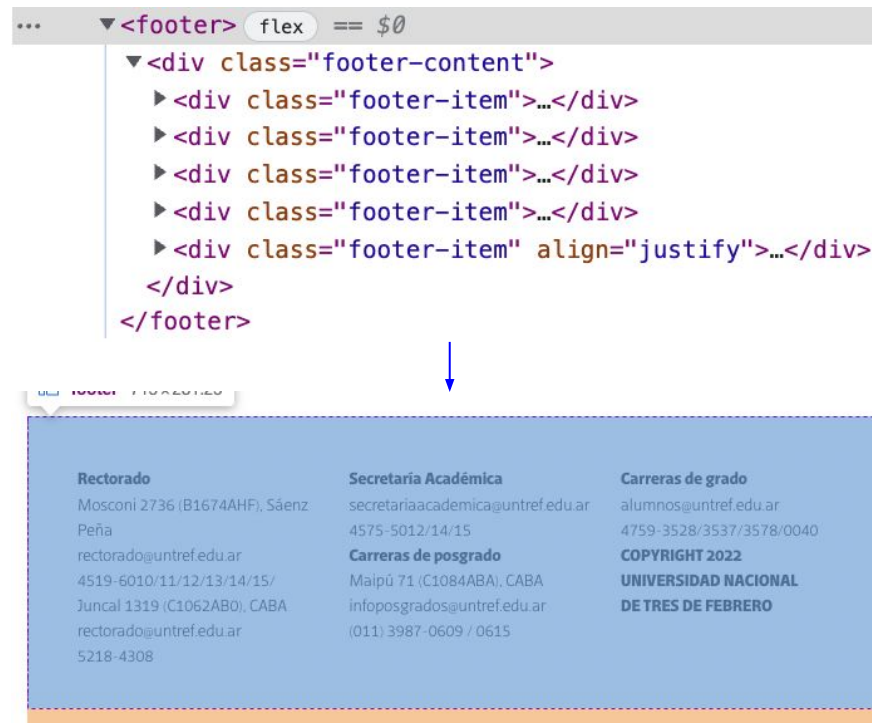 ... ▼<footer> flex == $0
▼<div class="footer-content">
▶<div class="footer-item">…</div>
▶<div class="footer-item">…</div>
▶<div class="footer-item">…</div>
▶<div class="footer-item">…</div>
▶<div class="footer-item" align="justify">…</div>
</div>
</footer>
footer
Rectorado
Mosconi 2736 (B1674AHF), Sáenz
Peña
rectorado@untref.edu.ar
4519-6010/11/12/13/14/15/
Juncal 1319 (C1062AB0), CABA
rectorado@untref.edu.ar
5218-4308
Secretaría Académica
secretariaacademica@untref.edu.ar
4575-5012/14/15
Carreras de posgrado
Maipú 71 (C1084ABA), CABA
infoposgrados@untref.edu.ar
(011) 3987-0609 / 0615
Carreras de grado
alumnos@untref.edu.ar
4759-3528/3537/3578/0040
COPYRIGHT 2022
UNIVERSIDAD NACIONAL
DE TRES DE FEBRERO